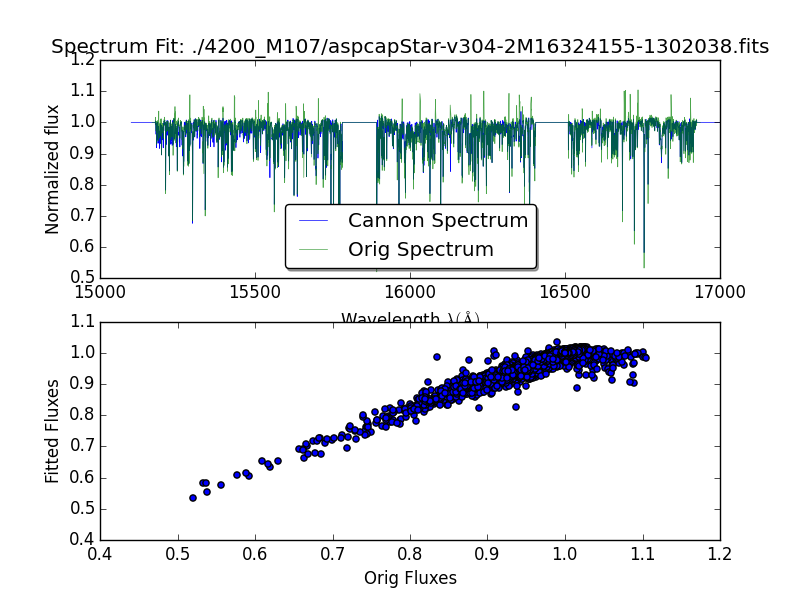 Spectrum Fit: ./4200_M107/aspcapStar-v304-2M16324155-1302038.fits
1.2
1.1
1.0
0.9
0.8
0.7
0.6
0.5
Normalized flux
Cannon Spectrum
Orig Spectrum
15000 15500 16000 16500 17000
Wavelength λ(Å)
1.1
1.0
0.9
0.8
0.7
0.6
0.5
0.4
Fitted Fluxes
0.4 0.5 0.6 0.7 0.8 0.9 1.0 1.1 1.2
Orig Fluxes